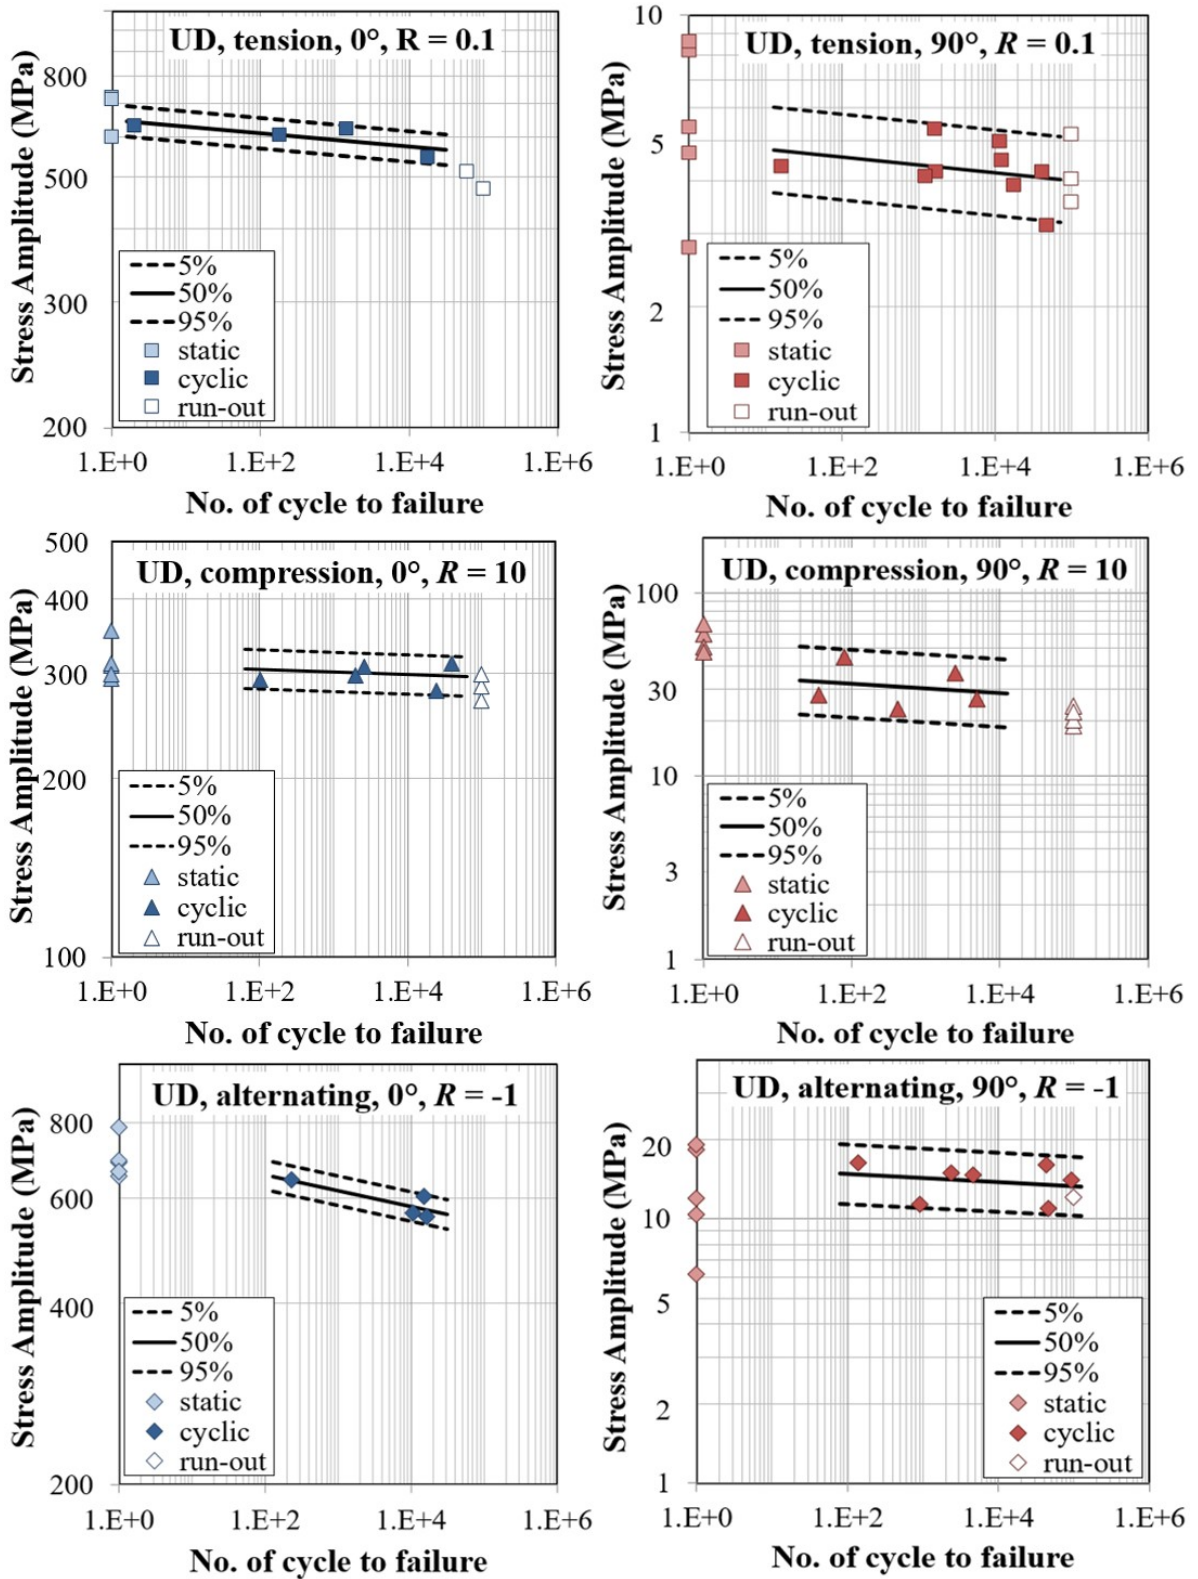 UD, tension, 0°, R = 0.1
Stress Amplitude (MPa)
800
500
300
200
5%
50%
95%
static
cyclic
run-out
1.E+0 1.E+2 1.E+4 1.E+6
No. of cycle to failure
UD, tension, 90°, R = 0.1
Stress Amplitude (MPa)
10
5
2
1
5%
50%
95%
static
cyclic
run-out
1.E+0 1.E+2 1.E+4 1.E+6
No. of cycle to failure
UD, compression, 0°, R = 10
Stress Amplitude (MPa)
500
400
300
200
100
5%
50%
95%
static
cyclic
run-out
1.E+0 1.E+2 1.E+4 1.E+6
No. of cycle to failure
UD, compression, 90°, R = 10
Stress Amplitude (MPa)
100
30
10
3
1
5%
50%
95%
static
cyclic
run-out
1.E+0 1.E+2 1.E+4 1.E+6
No. of cycle to failure
UD, alternating, 0°, R = -1
Stress Amplitude (MPa)
800
600
400
200
5%
50%
95%
static
cyclic
run-out
1.E+0 1.E+2 1.E+4 1.E+6
No. of cycle to failure
UD, alternating, 90°, R = -1
Stress Amplitude (MPa)
20
10
5
2
1
5%
50%
95%
static
cyclic
run-out
1.E+0 1.E+2 1.E+4 1.E+6
No. of cycle to failure